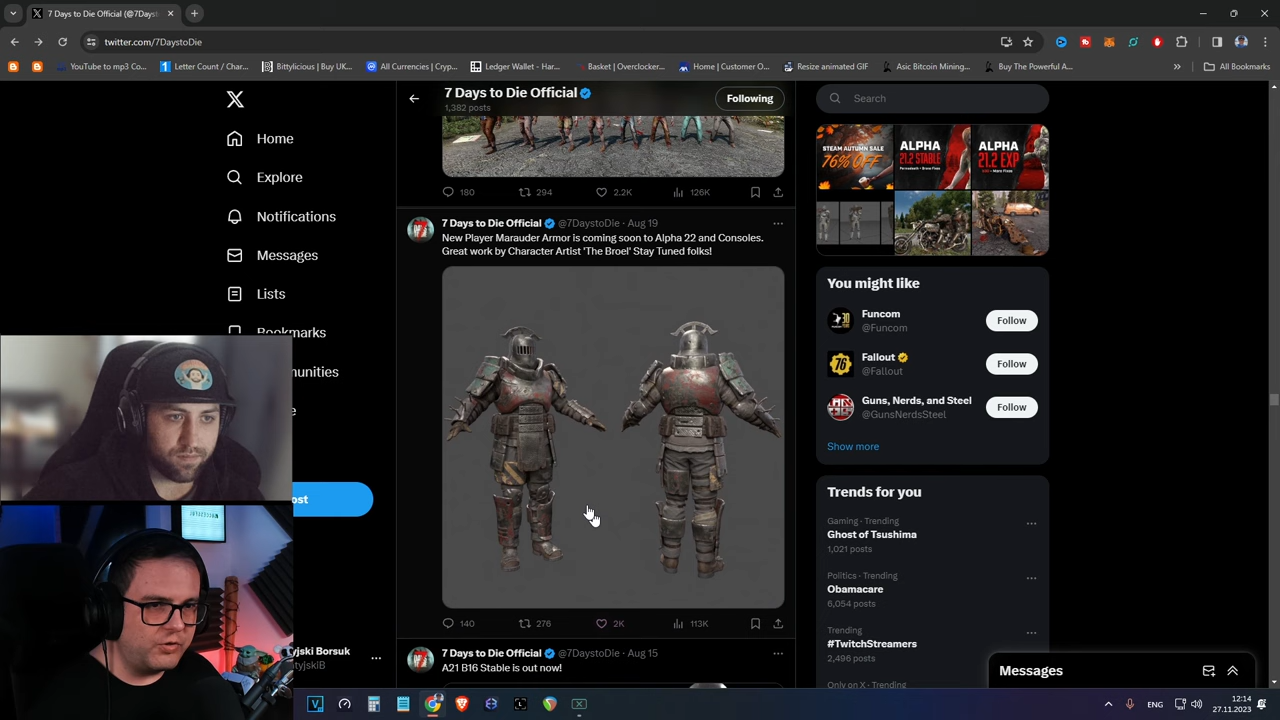 7 Days to Die Official (@7Days
twitter.com/7DaystoDie
YouTube to mp3 Co...
Letter Count / Char...
Bittylicious | Buy UK...
All Currencies | Cryp...
Ledger Wallet - Har...
Basket | Overclocker...
Home | Customer O...
Resize animated GIF
Asic Bitcoin Mining...
Buy The Powerful A...
All Bookmarks
Home
Explore
Notifications
Messages
Lists
Bookmarks
munities
e
ost
jski Borsuk
tyjskiB
7 Days to Die Official
1,382 posts
Following
180
294
2.2K
126K
7 Days to Die Official @7DaystoDie · Aug 19
New Player Marauder Armor is coming soon to Alpha 22 and Consoles.
Great work by Character Artist 'The Broel' Stay Tuned folks!
140
276
2K
113K
7 Days to Die Official @7DaystoDie · Aug 15
A21 B16 Stable is out now!
Search
STEAM AUTUMN SALE
76% OFF
ALPHA
21.2 STABLE
ALPHA
21.2 EXP
You might like
Funcom
@Funcom
Follow
Fallout
@Fallout
Follow
Guns, Nerds, and Steel
@GunsNerdsSteel
Follow
Show more
Trends for you
Gaming · Trending
Ghost of Tsushima
1,021 posts
Politics · Trending
Obamacare
6,054 posts
Trending
#TwitchStreamers
2,496 posts
Only on X · Trending
Messages
ENG
12:14
27.11.2023